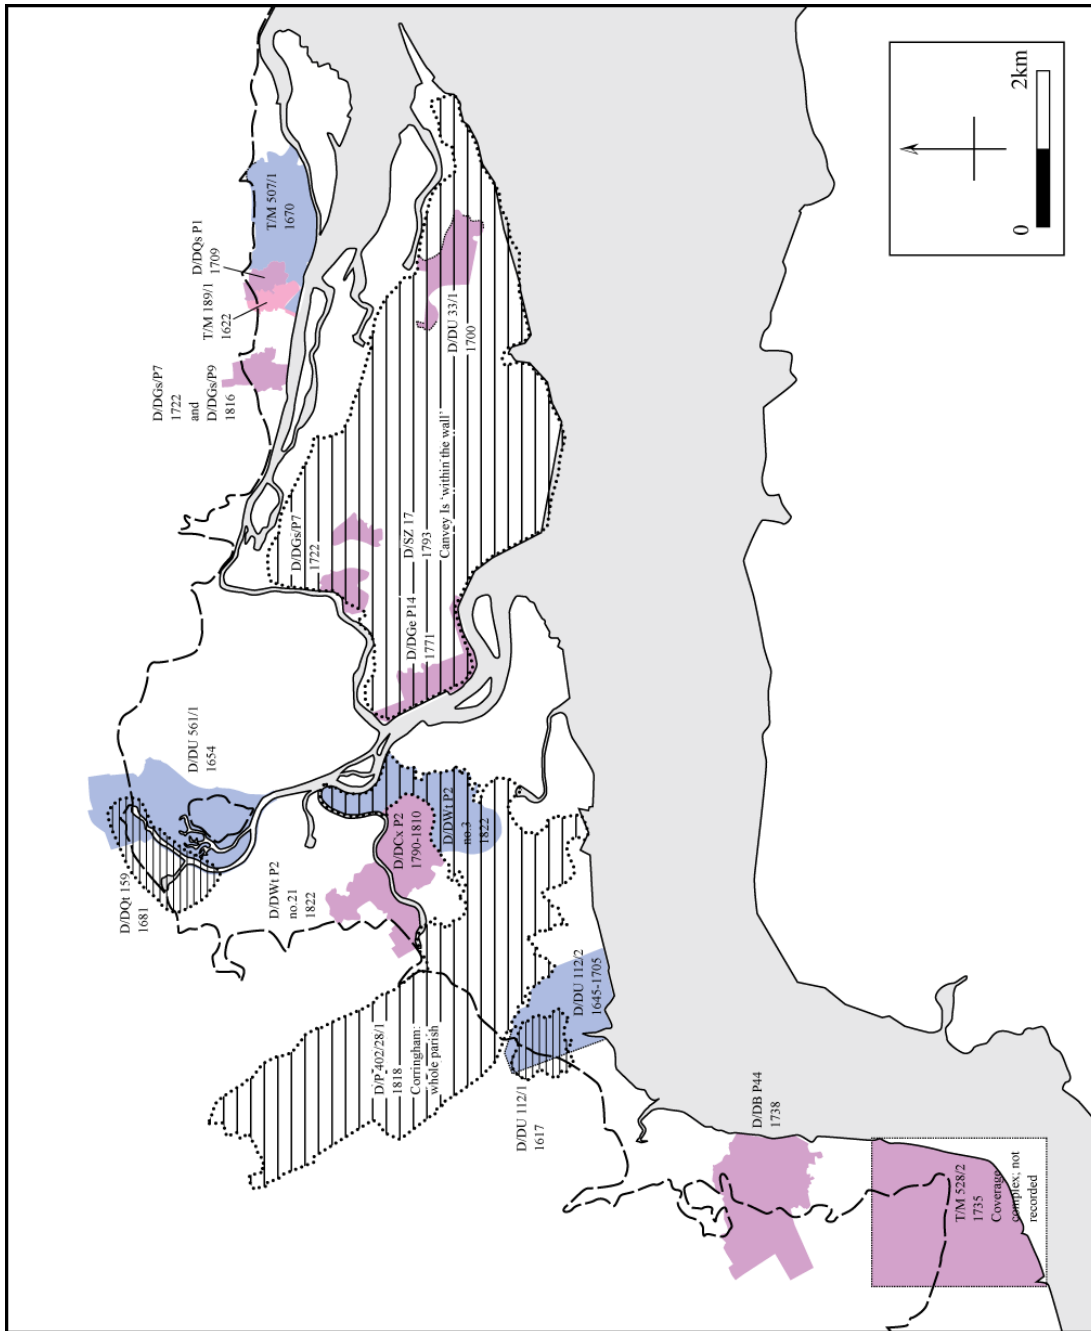 D/DGs/P7
1722
and
D/DGs/P9
1816
T/M 189/1
1622
D/DQs P1
1709
T/M 507/1
1670
D/DU 33/1
1700
D/DGs/P7
1722
D/SZ 17
1793
Canvey Is 'within the wall'
D/DGe P14
1771
D/DU 561/1
1654
D/DQt 159
1681
D/DWt P2
no.21
1822
D/DCx P2
1790-1810
D/DWt P2
no.3
1822
D/P 402/28/1
1818
Corringham:
whole parish
D/DU 112/2
1645-1705
D/DU 112/1
1617
D/DB P44
1738
T/M 528/2
1735
Coverage
complex; not
recorded
0
2km